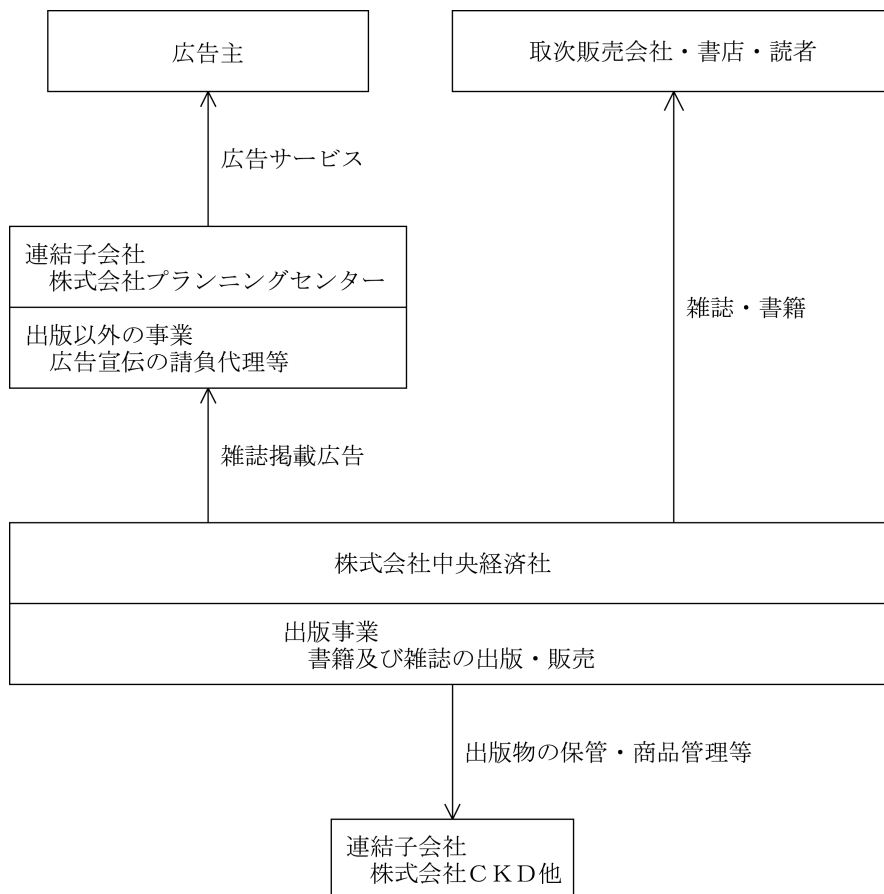 広告主
取次販売会社・書店・読者
広告サービス
連結子会社
株式会社プランニングセンター
出版以外の事業
広告宣伝の請負代理等
雑誌・書籍
雑誌掲載広告
株式会社中央経済社
出版事業
書籍及び雑誌の出版・販売
出版物の保管・商品管理等
連結子会社
株式会社ＣＫＤ他